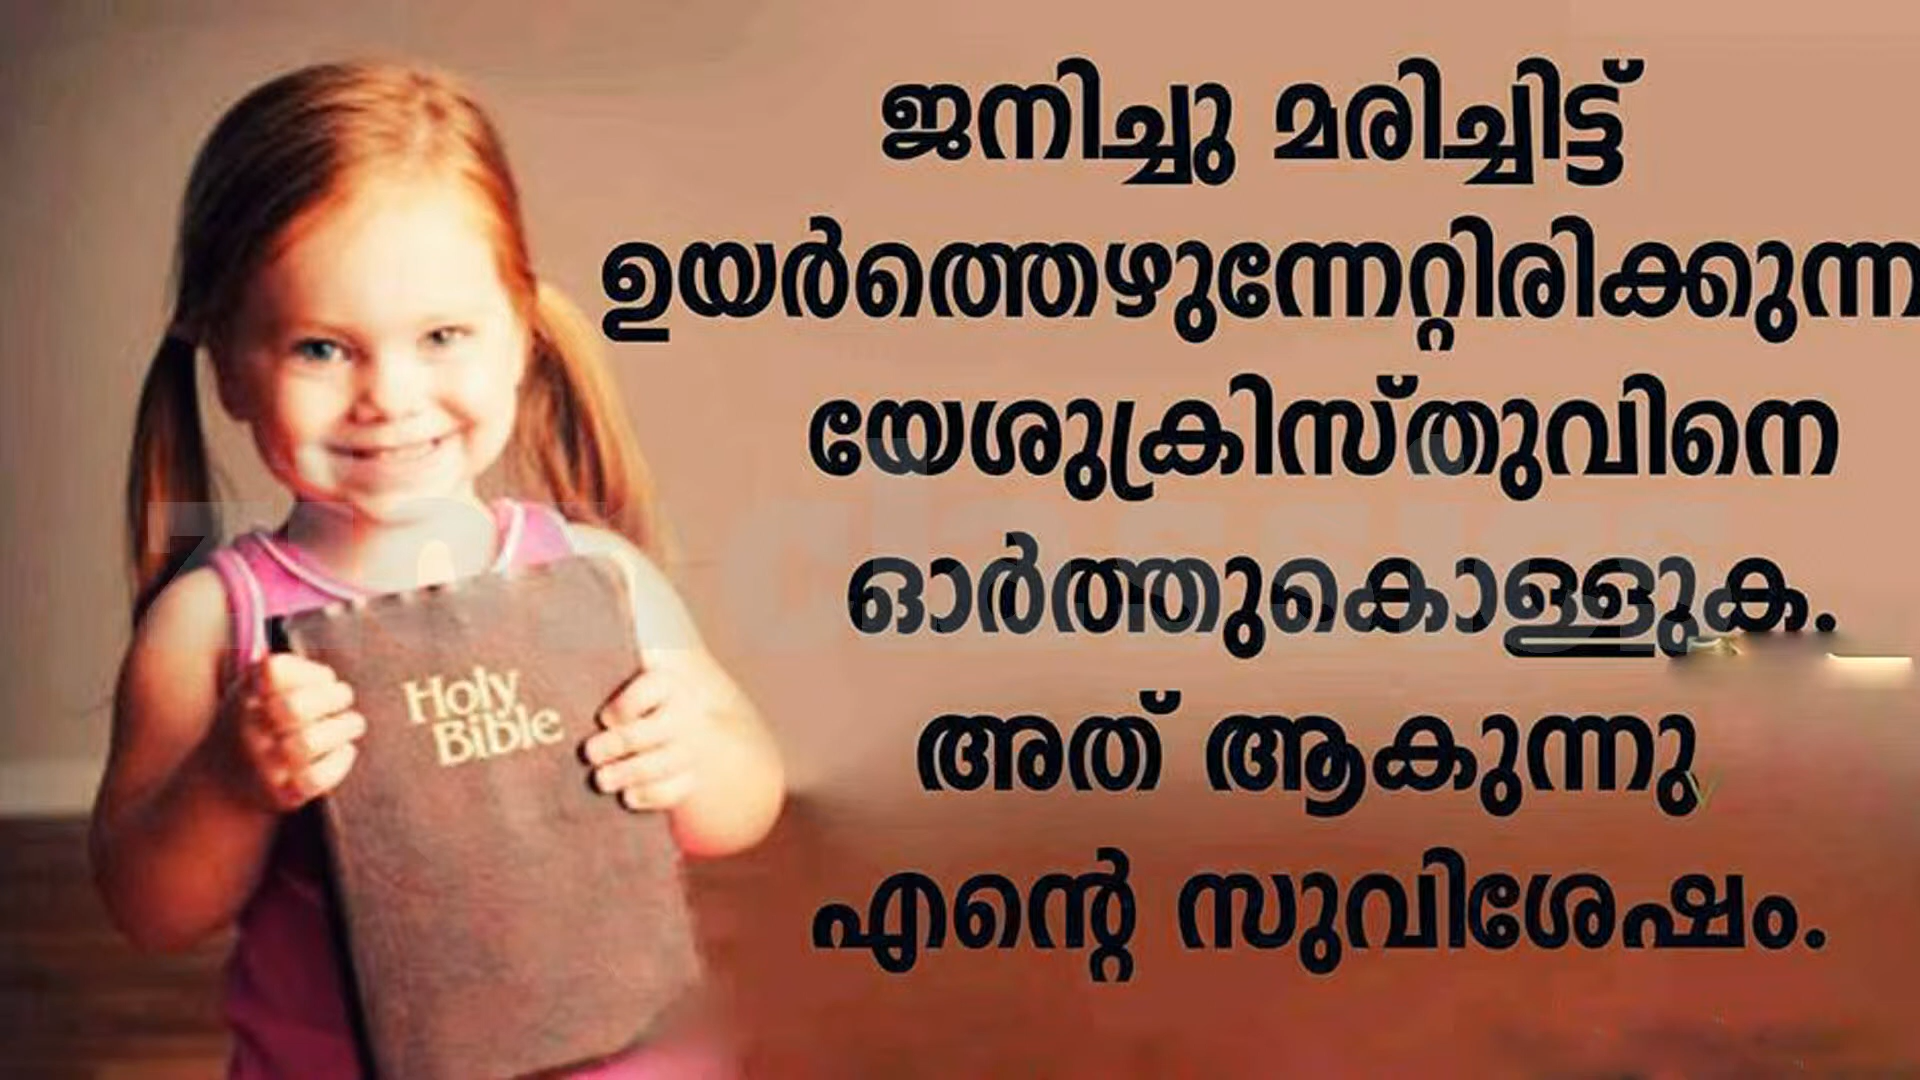 ജനിച്ചു മരിച്ചിട്ട്
ഉയർത്തെഴുന്നേറ്റിരിക്കുന്ന
യേശുക്രിസ്തുവിനെ
ഓർത്തുകൊള്ളുക.
അത് ആകുന്നു
എന്റെ സുവിശേഷം.
Holy
Bible